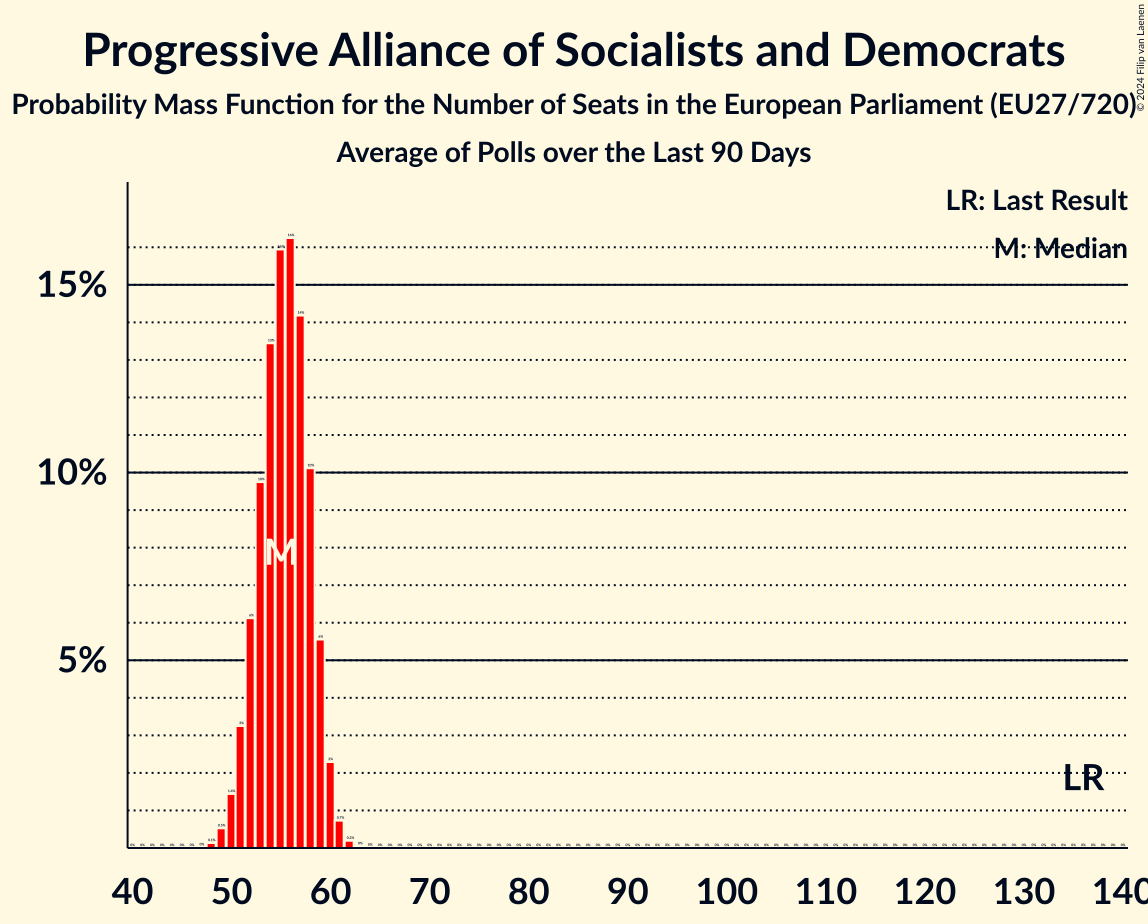 Progressive Alliance of Socialists and Democrats
Probability Mass Function for the Number of Seats in the European Parliament (EU27/720)
Average of Polls over the Last 90 Days
© 2024 Filip van Laenen
LR: Last Result
M: Median
15%
10%
5%
M
LR
40 50 60 70 80 90 100 110 120 130 140